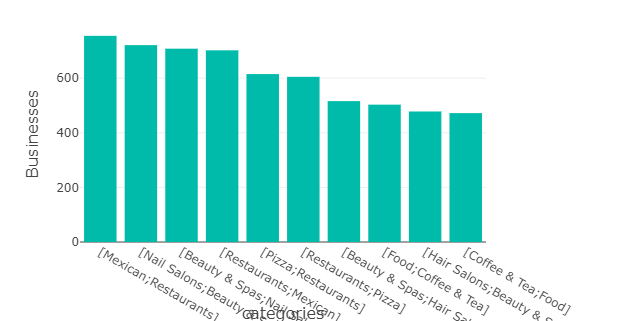 600
400
200
0
Businesses
[Mexican;Restaurants]
[Nail Salons;Beauty &
[Beauty & Spas;Nail
[Restaurants;Mexican]
[Pizza;Restaurants]
[Restaurants;Pizza]
[Beauty & Spas;Hair
[Food;Coffee & Tea]
[Hair Salons;Beauty &
[Coffee & Tea;Food]
categories